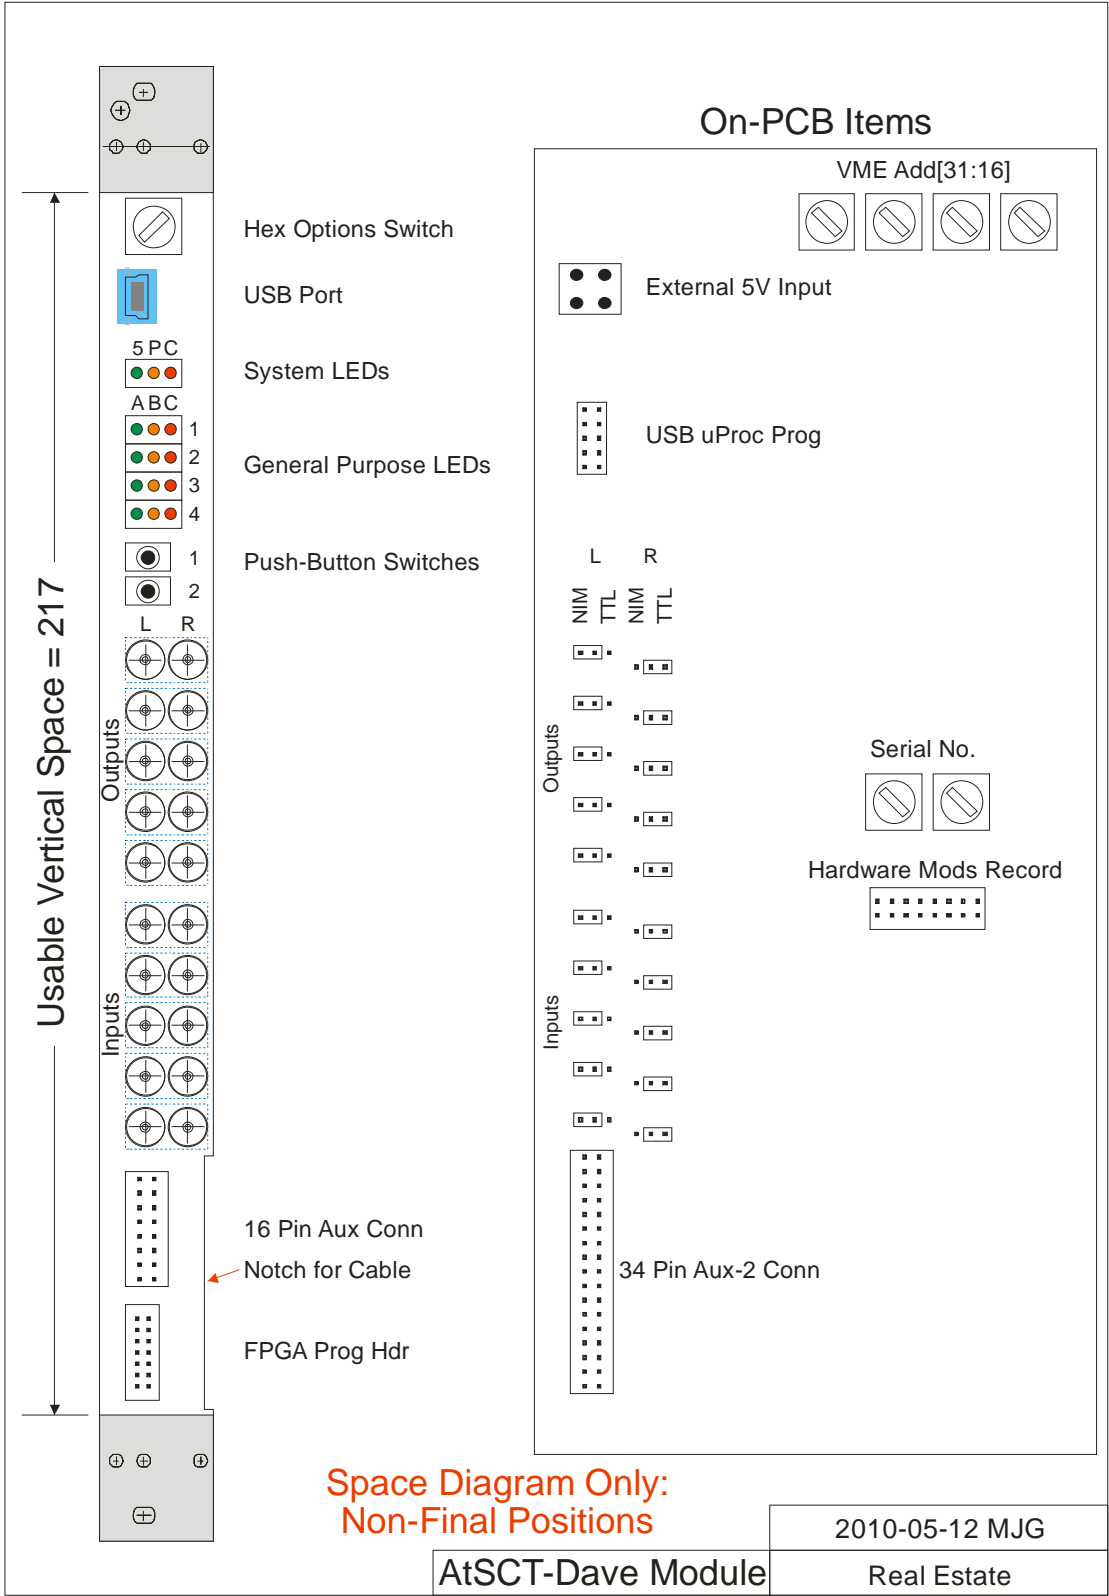 On-PCB Items
VME Add[31:16]
Hex Options Switch
USB Port
External 5V Input
5 P C
System LEDs
A B C
1
2
3
4
General Purpose LEDs
USB uProc Prog
1
2
Push-Button Switches
L R
L R
NIM TTL NIM TTL
Usable Vertical Space = 217
Outputs
Outputs
Serial No.
Hardware Mods Record
Inputs
Inputs
16 Pin Aux Conn
Notch for Cable
34 Pin Aux-2 Conn
FPGA Prog Hdr
Space Diagram Only:
Non-Final Positions
2010-05-12 MJG
AtSCT-Dave Module
Real Estate